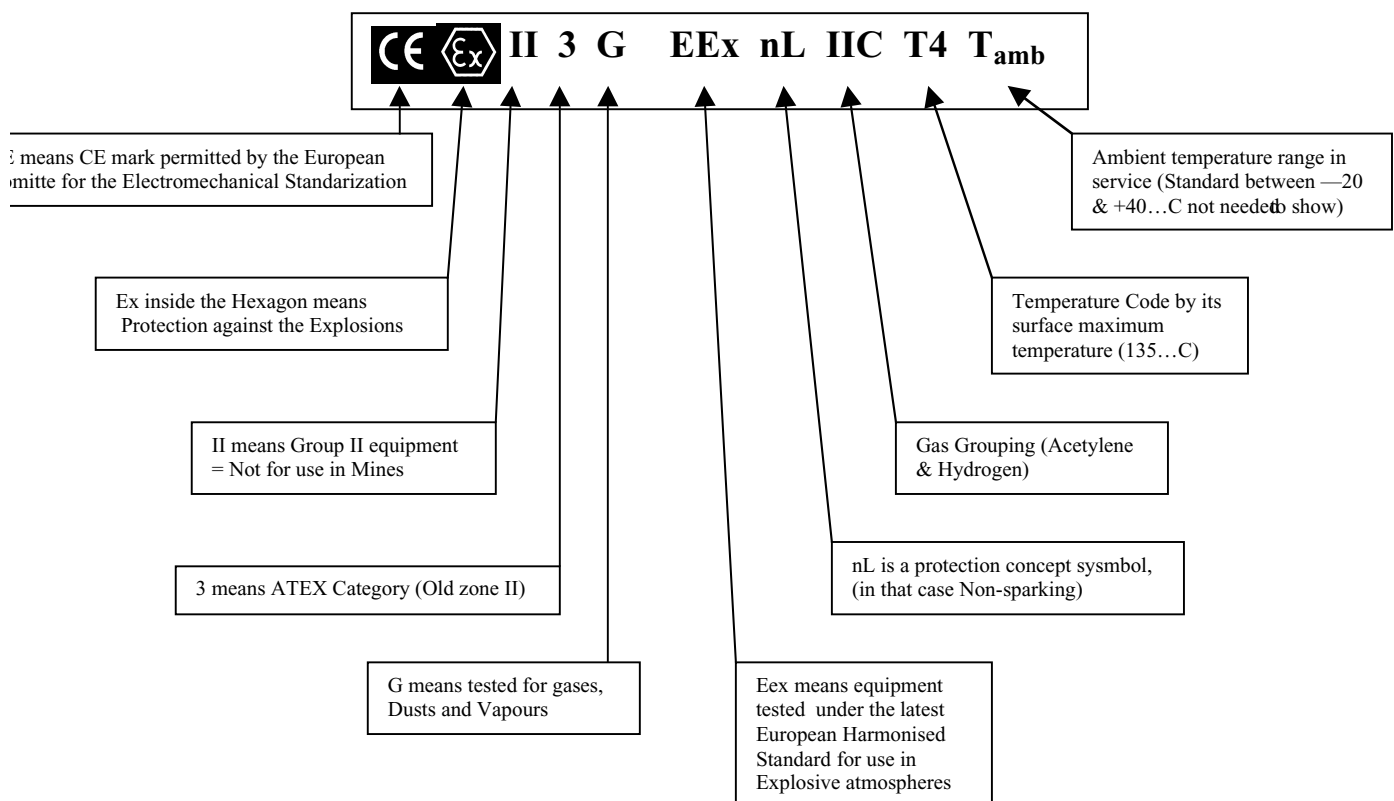 CE Ex II 3 G EEx nL IIC T4 Tamb
means CE mark permitted by the European
for the Electromechanical Standarization
Ambient temperature range in
service (Standard between —20
& +40…C not needed to show)
Ex inside the Hexagon means
Protection against the Explosions
Temperature Code by its
surface maximum
temperature (135…C)
II means Group II equipment
= Not for use in Mines
Gas Grouping (Acetylene
& Hydrogen)
nL is a protection concept sysmbol,
(in that case Non-sparking)
3 means ATEX Category (Old zone II)
G means tested for gases,
Dusts and Vapours
Eex means equipment
tested under the latest
European Harmonised
Standard for use in
Explosive atmospheres